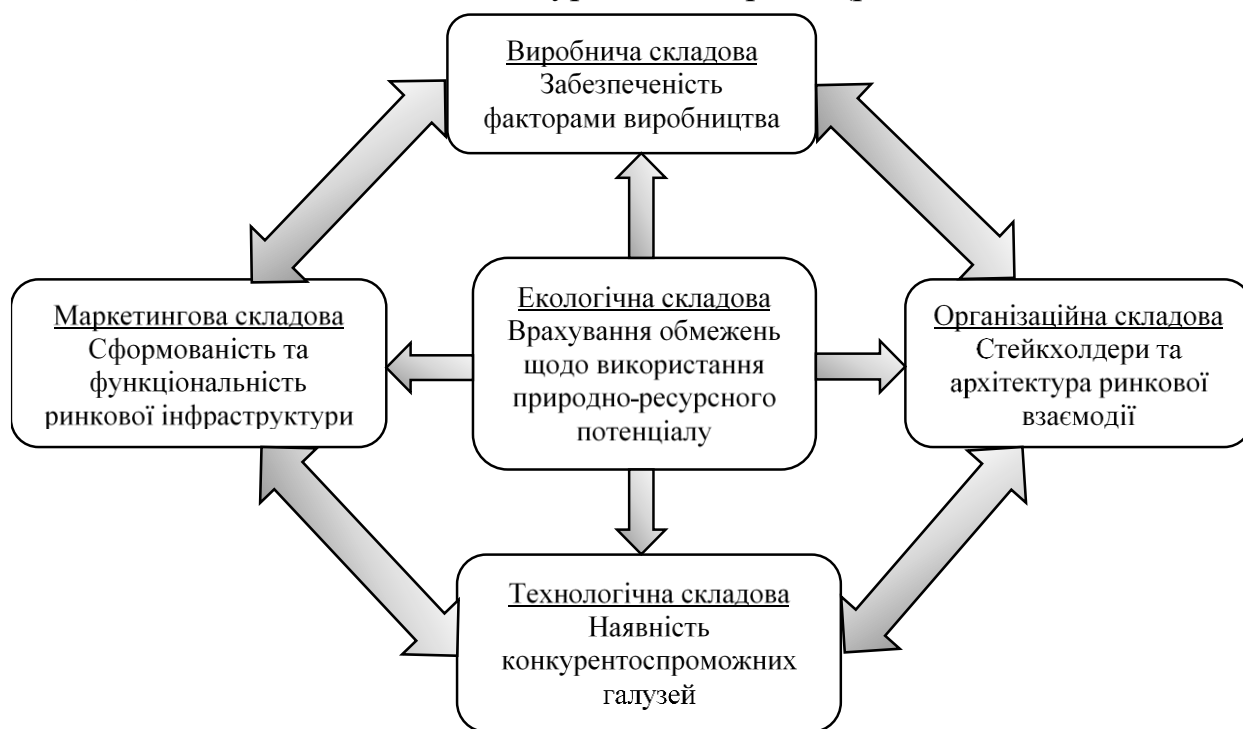 Виробнича складова
Забезпеченість
факторами виробництва
Маркетингова складова
Сформованість та
функціональність
ринкової інфраструктури
Екологічна складова
Врахування обмежень
щодо використання
природно-ресурсного
потенціалу
Організаційна складова
Стейкхолдери та
архітектура ринкової
взаємодії
Технологічна складова
Наявність
конкурентоспроможних
галузей